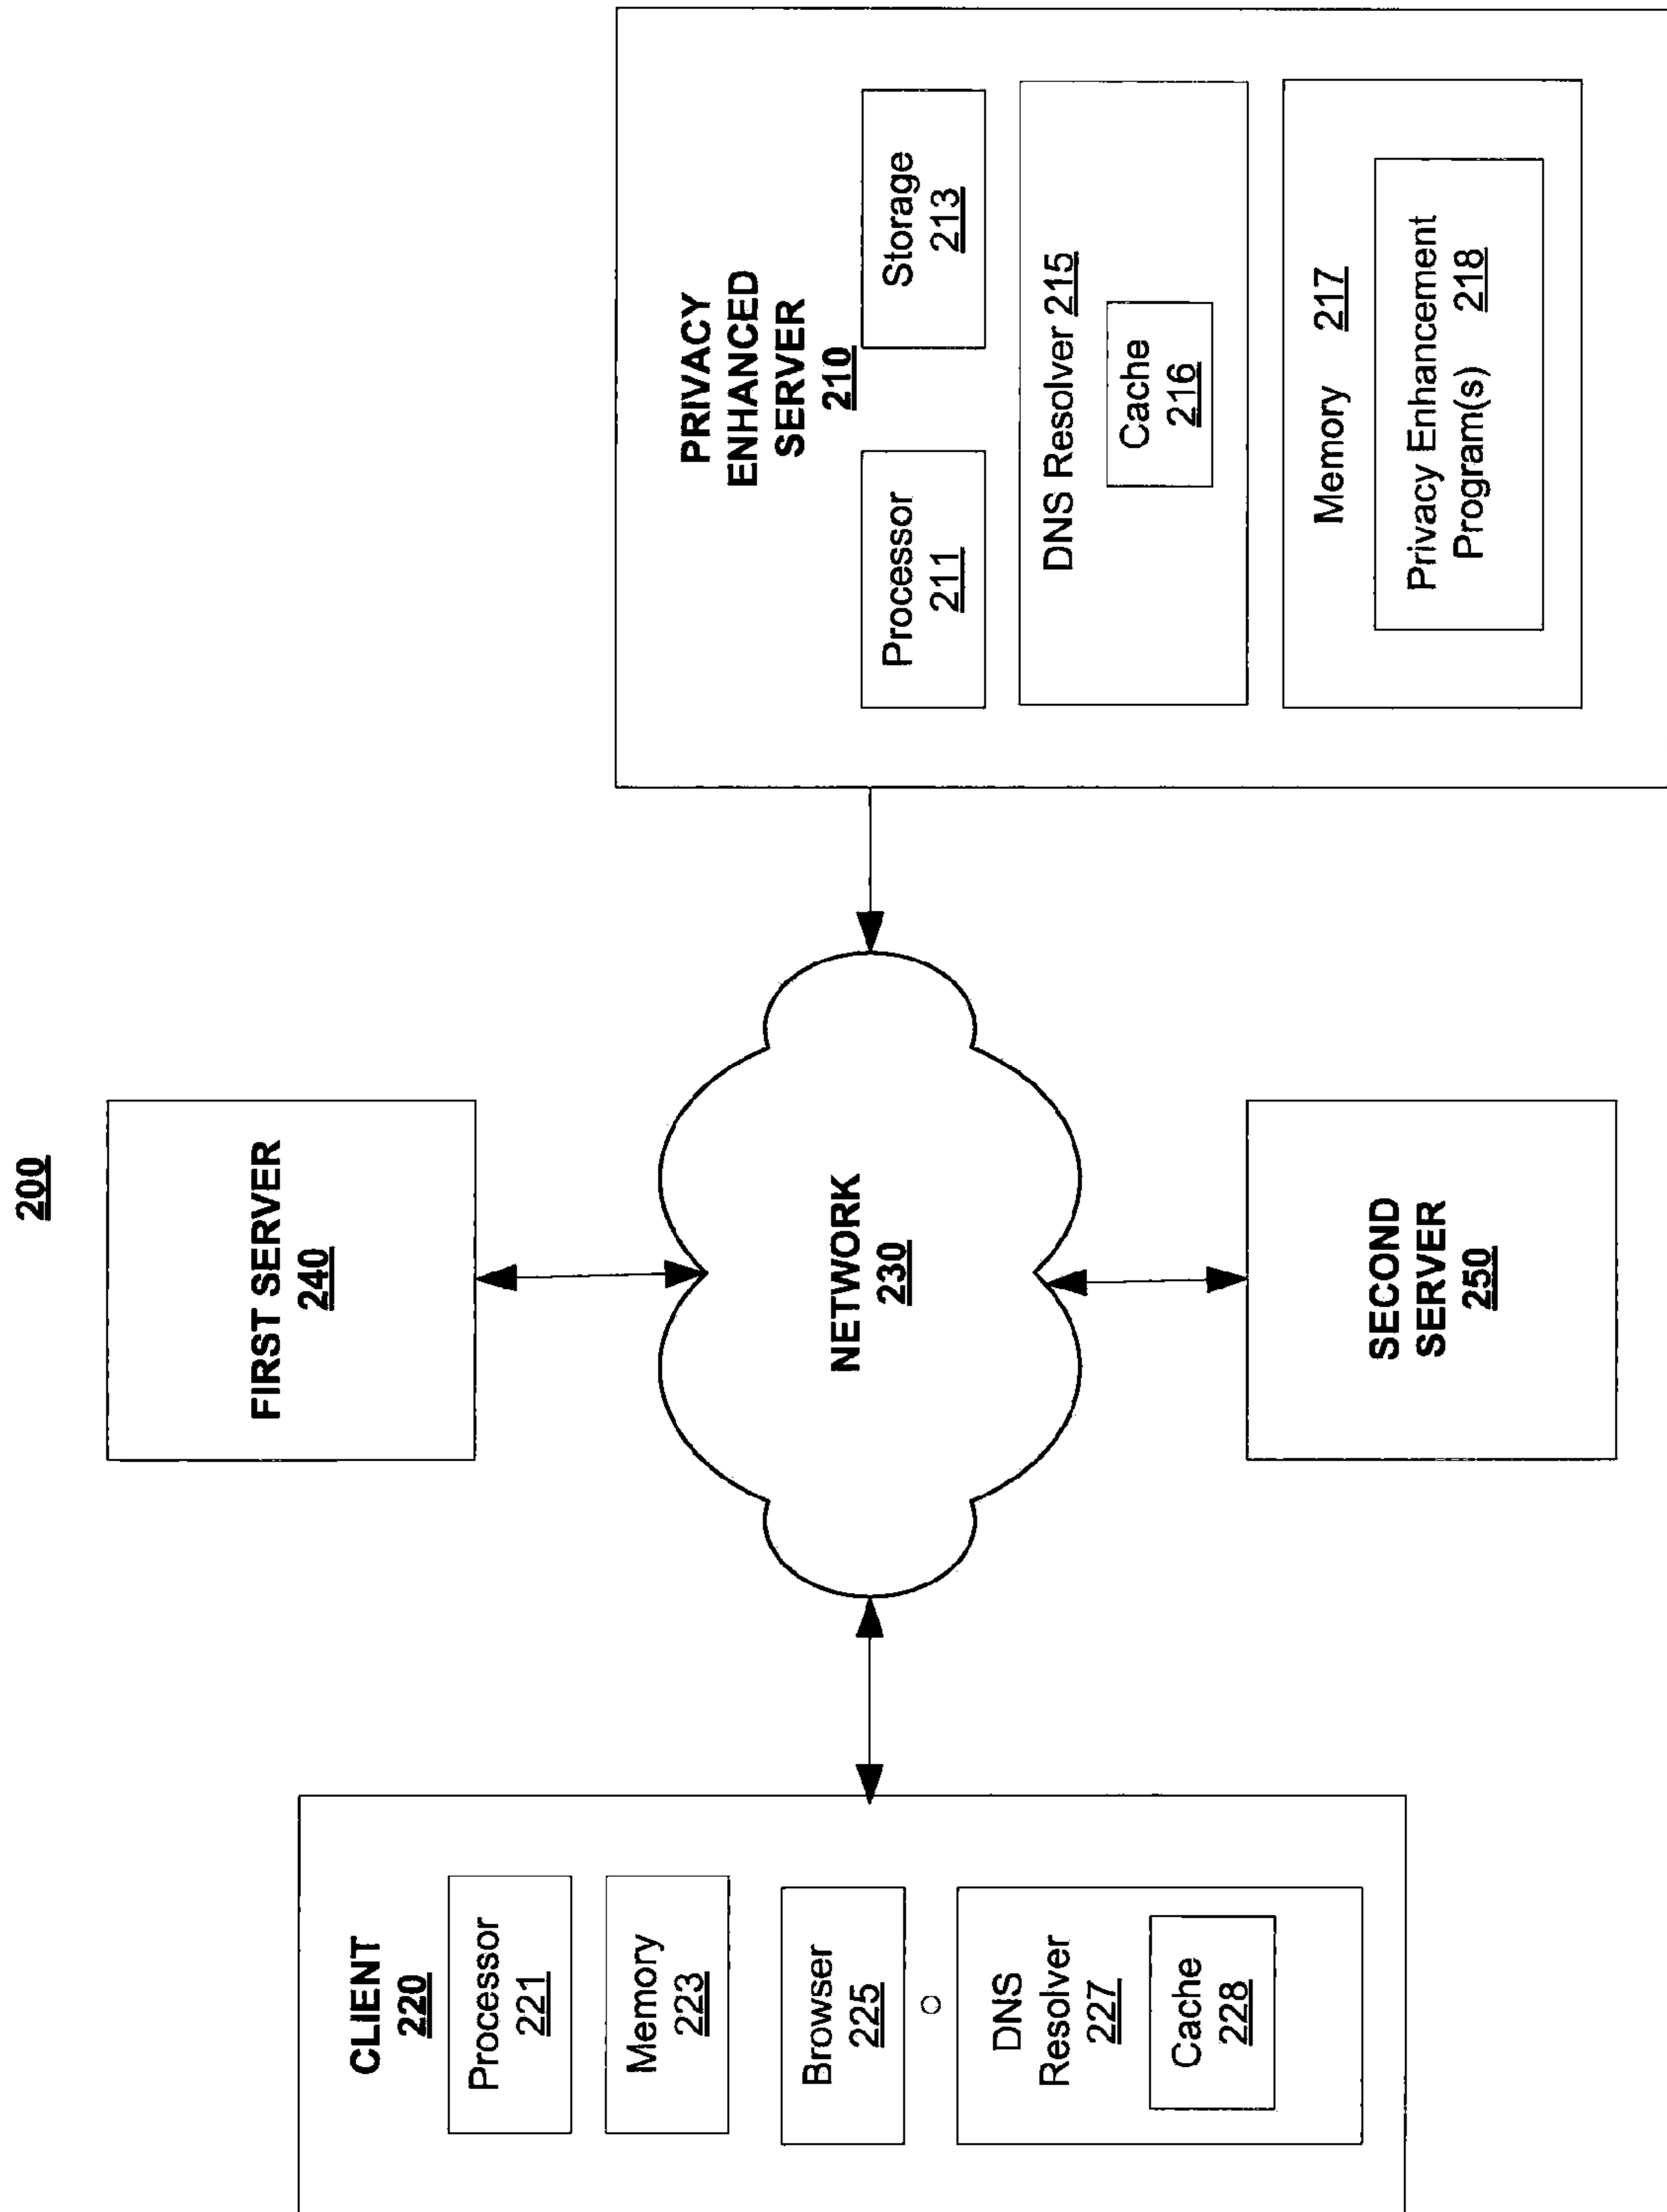 200
FIRST SERVER
240
CLIENT
220
Processor
221
Memory
223
Browser
225
DNS
Resolver
227
Cache
228
NETWORK
230
SECOND
SERVER
250
PRIVACY
ENHANCED
SERVER
210
Processor
211
Storage
213
DNS Resolver 215
Cache
216
Memory 217
Privacy Enhancement
Program(s) 218